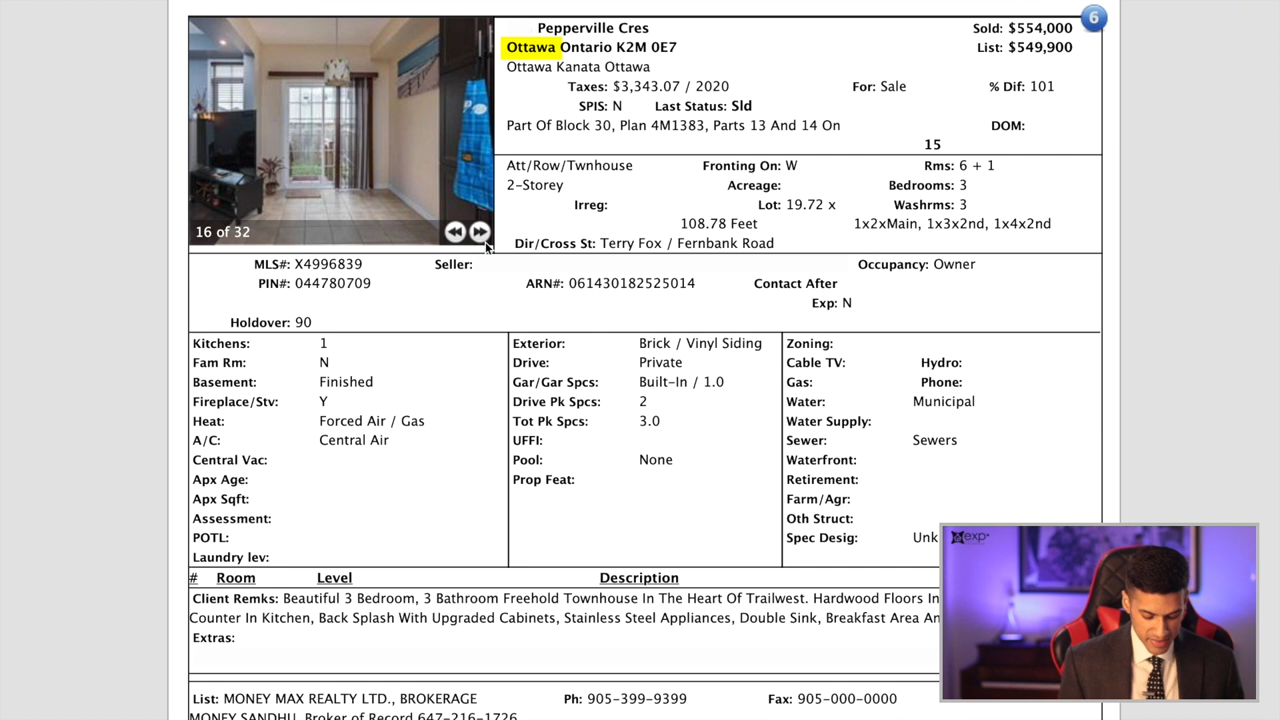 6
Pepperville Cres
Sold: $554,000
Ottawa Ontario K2M 0E7
List: $549,900
Ottawa Kanata Ottawa
Taxes: $3,343.07 / 2020
For: Sale
% Dif: 101
SPIS: N
Last Status: Sld
Part Of Block 30, Plan 4M1383, Parts 13 And 14 On
DOM:
15
Att/Row/Twnhouse
Fronting On: W
Rms: 6 + 1
2-Storey
Acreage:
Bedrooms: 3
Irreg:
Lot: 19.72 x
Washrms: 3
108.78 Feet
1x2xMain, 1x3x2nd, 1x4x2nd
16 of 32
Dir/Cross St: Terry Fox / Fernbank Road
MLS#: X4996839
Seller:
Occupancy: Owner
PIN#: 044780709
ARN#: 061430182525014
Contact After
Exp: N
Holdover: 90
Kitchens: 1
Exterior: Brick / Vinyl Siding
Zoning:
Fam Rm: N
Drive: Private
Cable TV:
Hydro:
Basement: Finished
Gar/Gar Spcs: Built-In / 1.0
Gas:
Phone:
Fireplace/Stv: Y
Drive Pk Spcs: 2
Water: Municipal
Heat: Forced Air / Gas
Tot Pk Spcs: 3.0
Water Supply:
A/C: Central Air
UFFI:
Sewer: Sewers
Central Vac:
Pool: None
Waterfront:
Apx Age:
Prop Feat:
Retirement:
Apx Sqft:
Farm/Agr:
Assessment:
Oth Struct:
POTL:
Spec Desig: Unk
Laundry lev:
# Room Level Description
Client Remks: Beautiful 3 Bedroom, 3 Bathroom Freehold Townhouse In The Heart Of Trailwest. Hardwood Floors In
Counter In Kitchen, Back Splash With Upgraded Cabinets, Stainless Steel Appliances, Double Sink, Breakfast Area An
Extras:
List: MONEY MAX REALTY LTD., BROKERAGE
Ph: 905-399-9399
Fax: 905-000-0000
MONEY SANDHU, Broker of Record 647-216-1726
exp